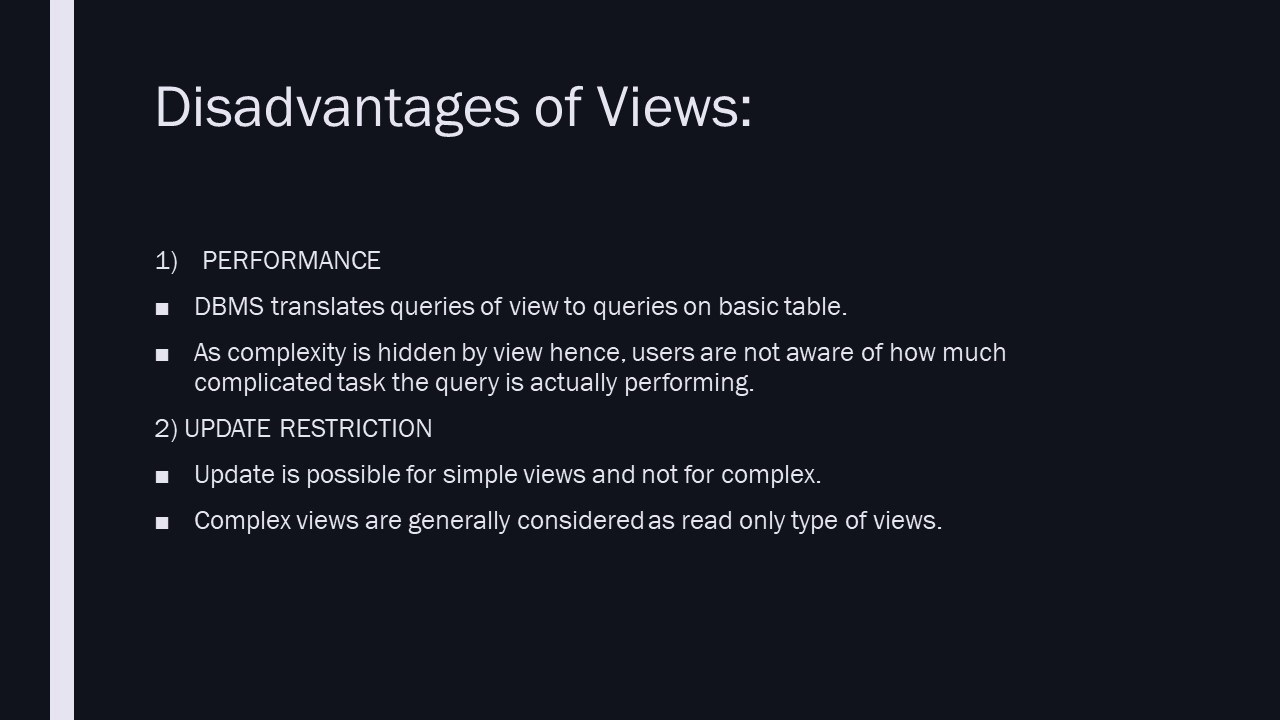 Disadvantages of Views:
1) PERFORMANCE
■ DBMS translates queries of view to queries on basic table.
■ As complexity is hidden by view hence, users are not aware of how much
complicated task the query is actually performing.
2) UPDATE RESTRICTION
■ Update is possible for simple views and not for complex.
■ Complex views are generally considered as read only type of views.